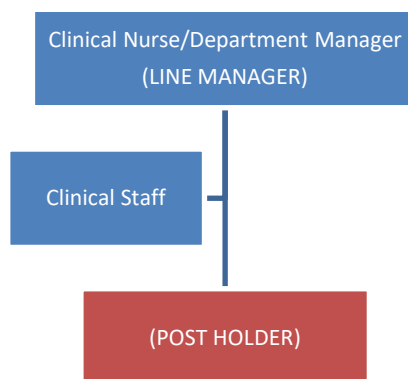 Clinical Nurse/Department Manager
(LINE MANAGER)
Clinical Staff
(POST HOLDER)